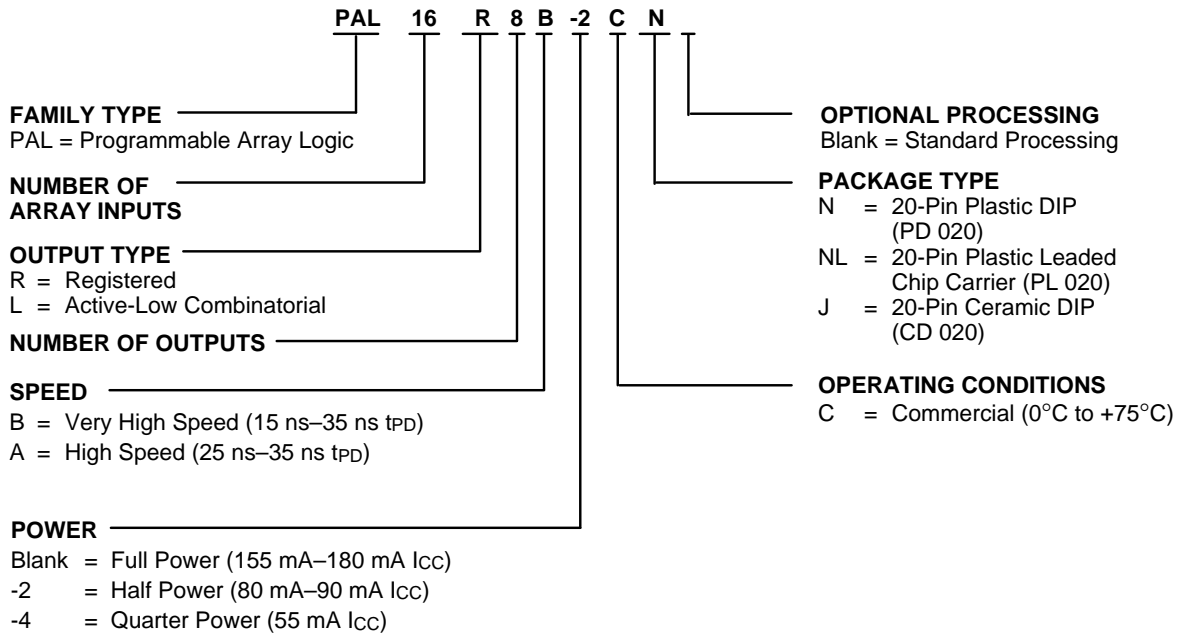 PAL 16 R 8 B -2 C N
FAMILY TYPE
PAL = Programmable Array Logic
NUMBER OF
ARRAY INPUTS
OUTPUT TYPE
R = Registered
L = Active-Low Combinatorial
NUMBER OF OUTPUTS
SPEED
B = Very High Speed (15 ns–35 ns tPD)
A = High Speed (25 ns–35 ns tPD)
POWER
Blank = Full Power (155 mA–180 mA ICC)
-2 = Half Power (80 mA–90 mA ICC)
-4 = Quarter Power (55 mA ICC)
OPTIONAL PROCESSING
Blank = Standard Processing
PACKAGE TYPE
N = 20-Pin Plastic DIP
(PD 020)
NL = 20-Pin Plastic Leaded
Chip Carrier (PL 020)
J = 20-Pin Ceramic DIP
(CD 020)
OPERATING CONDITIONS
C = Commercial (0°C to +75°C)